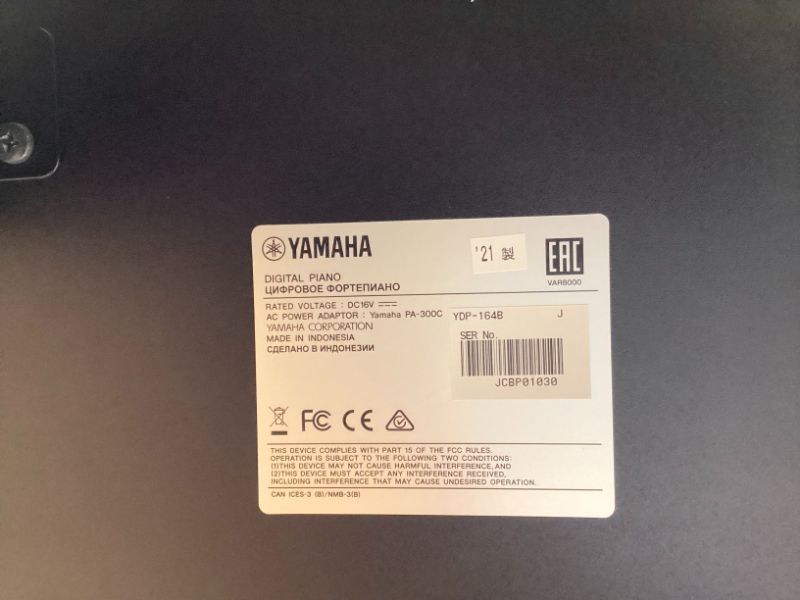 YAMAHA
'21 製
EAC
VAR8000
DIGITAL PIANO
ЦИФРОВОЕ ФОРТЕПИАНО
RATED VOLTAGE : DC16V
AC POWER ADAPTOR : Yamaha PA-300C
YAMAHA CORPORATION
MADE IN INDONESIA
СДЕЛАНО В ИНДОНЕЗИИ
YDP-164B J
SER No.
JCBP01030
FC CE
THIS DEVICE COMPLIES WITH PART 15 OF THE FCC RULES.
OPERATION IS SUBJECT TO THE FOLLOWING TWO CONDITIONS:
(1)THIS DEVICE MAY NOT CAUSE HARMFUL INTERFERENCE, AND
(2)THIS DEVICE MUST ACCEPT ANY INTERFERENCE RECEIVED,
INCLUDING INTERFERENCE THAT MAY CAUSE UNDESIRED OPERATION.
CAN ICES-3 (B)/NMB-3(B)